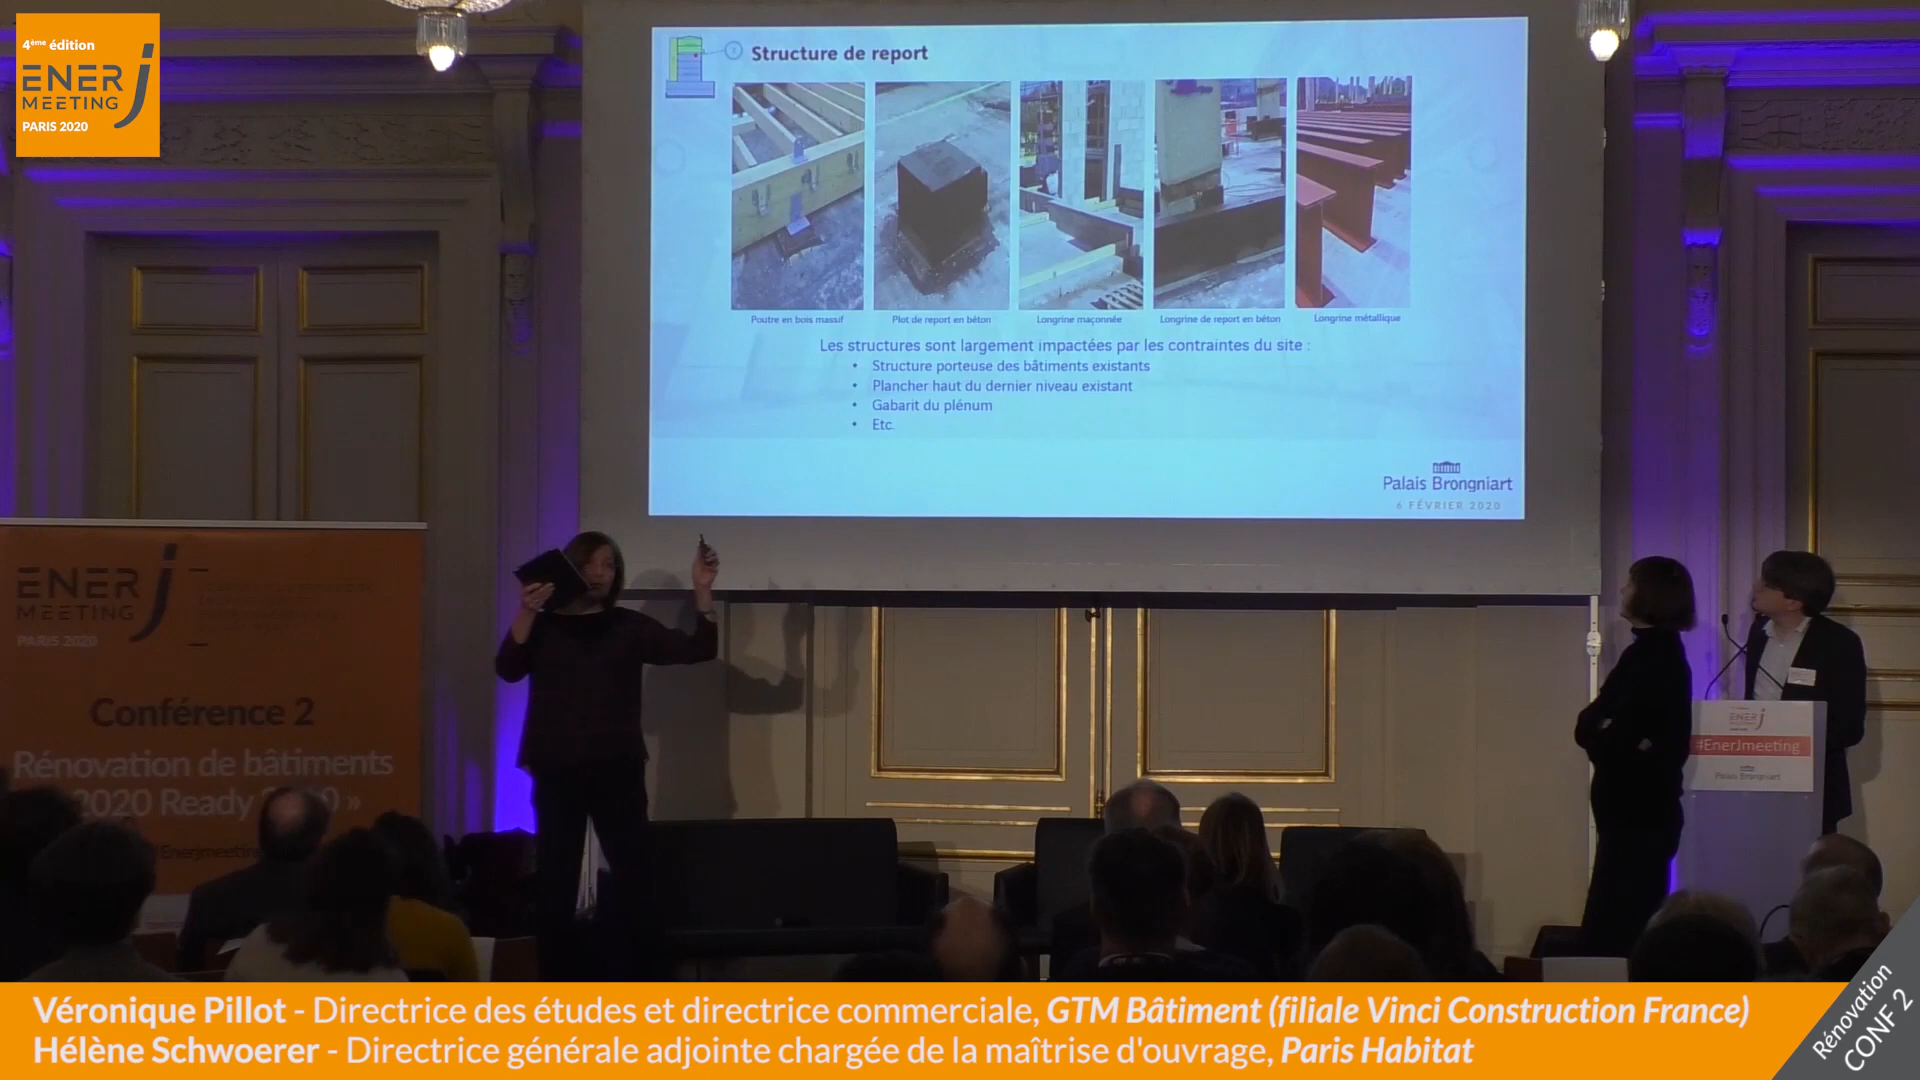 4ème édition
ENERJ
MEETING
PARIS 2020
Structure de report
Poutre en bois massif
Plot de report en béton
Longrine maçonnée
Longrine de report en béton
Longrine métallique
Les structures sont largement impactées par les contraintes du site :
• Structure porteuse des bâtiments existants
• Plancher haut du dernier niveau existant
• Gabarit du plénum
• Etc.
Palais Brongniart
6 FÉVRIER 2020
ENERJ
MEETING
PARIS 2020
Conférence 2
Rénovation de bâtiments
2020 Ready
ENERJ
#EnerJmeeting
Palais Brongniart
Véronique Pillot - Directrice des études et directrice commerciale, GTM Bâtiment (filiale Vinci Construction France)
Hélène Schwoerer - Directrice générale adjointe chargée de la maîtrise d'ouvrage, Paris Habitat
Rénovation
CONF 2